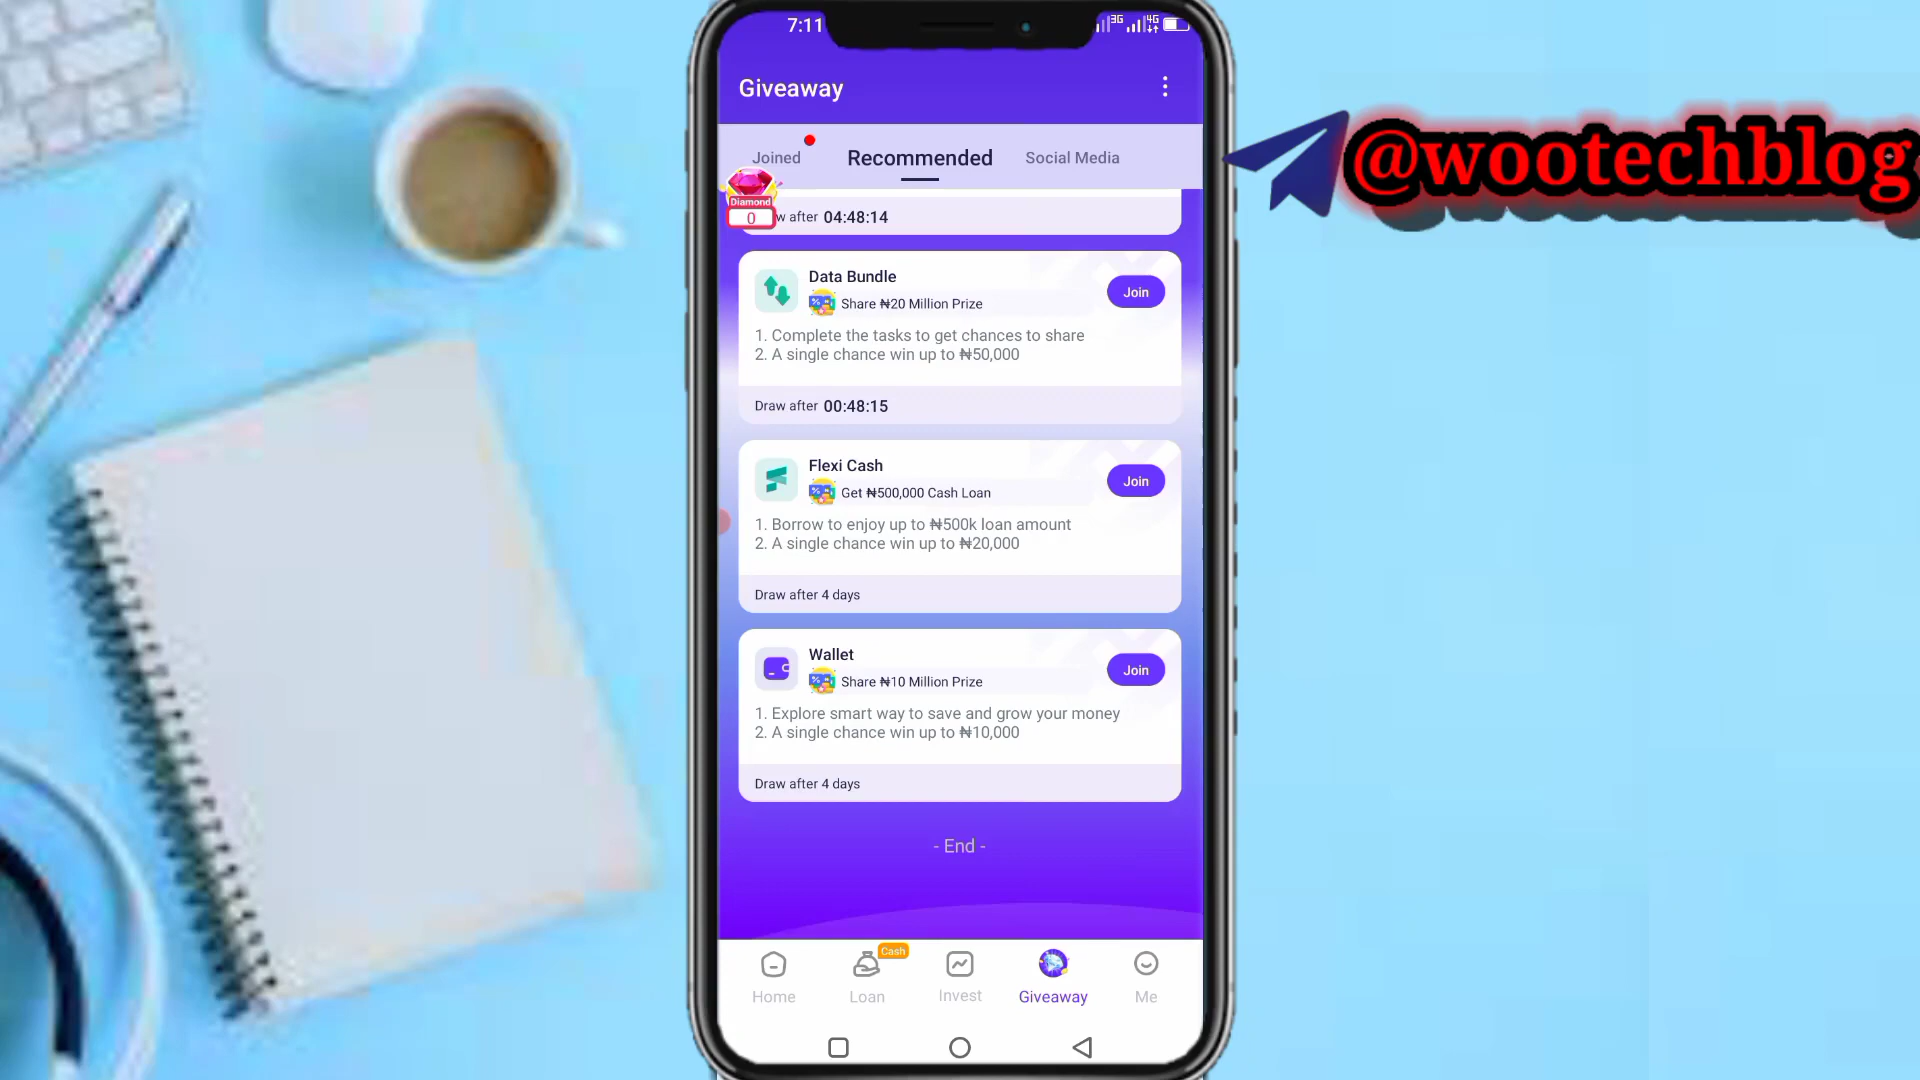 7:11
3G
4G
Giveaway
Joined
Recommended
Social Media
Diamond
0
w after 04:48:14
Data Bundle
Share ₦20 Million Prize
Join
1. Complete the tasks to get chances to share
2. A single chance win up to ₦50,000
Draw after 00:48:15
Flexi Cash
Get ₦500,000 Cash Loan
Join
1. Borrow to enjoy up to ₦500k loan amount
2. A single chance win up to ₦20,000
Draw after 4 days
Wallet
Share ₦10 Million Prize
Join
1. Explore smart way to save and grow your money
2. A single chance win up to ₦10,000
Draw after 4 days
- End -
Cash
Home
Loan
Invest
Giveaway
Me
@wootechblog